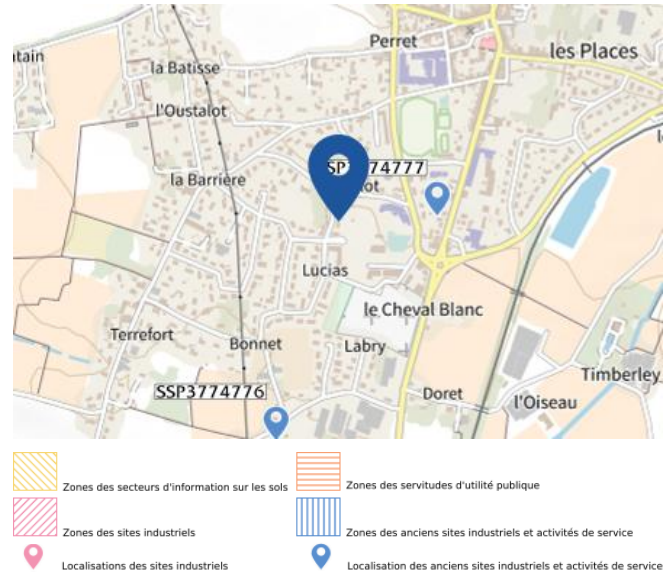 Perret
les Places
la Batisse
l'Oustalot
la Barrière
Lucias
le Cheval Blanc
Terrefort
Bonnet
Labry
SSP3774776
Doret
l'Oiseau
Timberley
Zones des secteurs d'information sur les sols
Zones des servitudes d'utilité publique
Zones des sites industriels
Zones des anciens sites industriels et activités de service
Localisations des sites industriels
Localisation des anciens sites industriels et activités de service